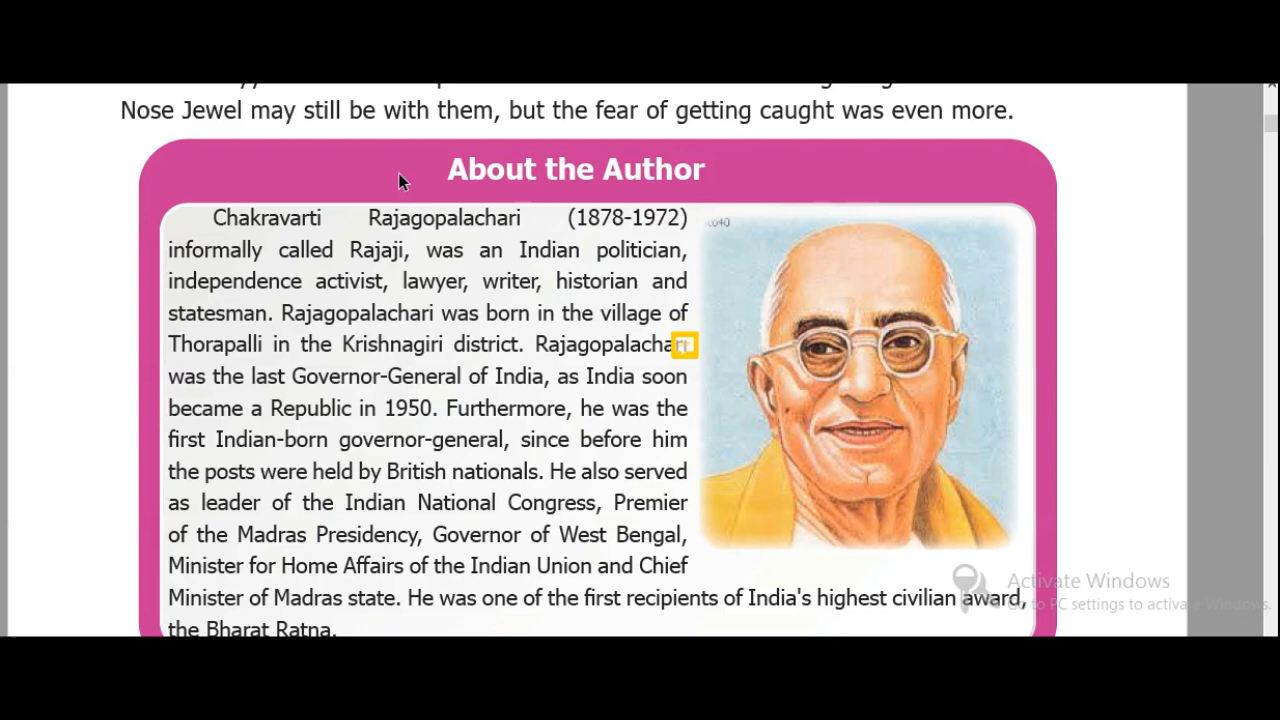 Nose Jewel may still be with them, but the fear of getting caught was even more.
About the Author
Chakravarti Rajagopalachari (1878-1972)
informally called Rajaji, was an Indian politician,
independence activist, lawyer, writer, historian and
statesman. Rajagopalachari was born in the village of
Thorapalli in the Krishnagiri district. Rajagopalachari
was the last Governor-General of India, as India soon
became a Republic in 1950. Furthermore, he was the
first Indian-born governor-general, since before him
the posts were held by British nationals. He also served
as leader of the Indian National Congress, Premier
of the Madras Presidency, Governor of West Bengal,
Minister for Home Affairs of the Indian Union and Chief
Minister of Madras state. He was one of the first recipients of India's highest civilian award,
the Bharat Ratna.
Activate Windows
Go to PC settings to activate Windows.